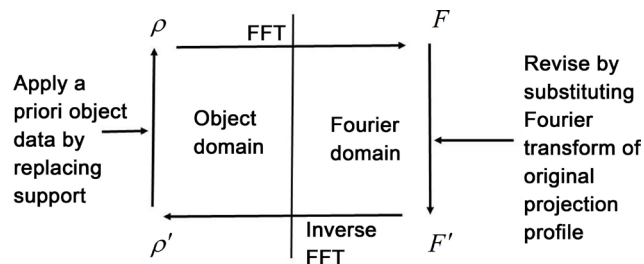 ρ
FFT
F
Apply a
priori object
data by
replacing
support
Object
domain
Fourier
domain
Revise by
substituting
Fourier
transform of
original
projection
profile
ρ'
Inverse
FFT
F'